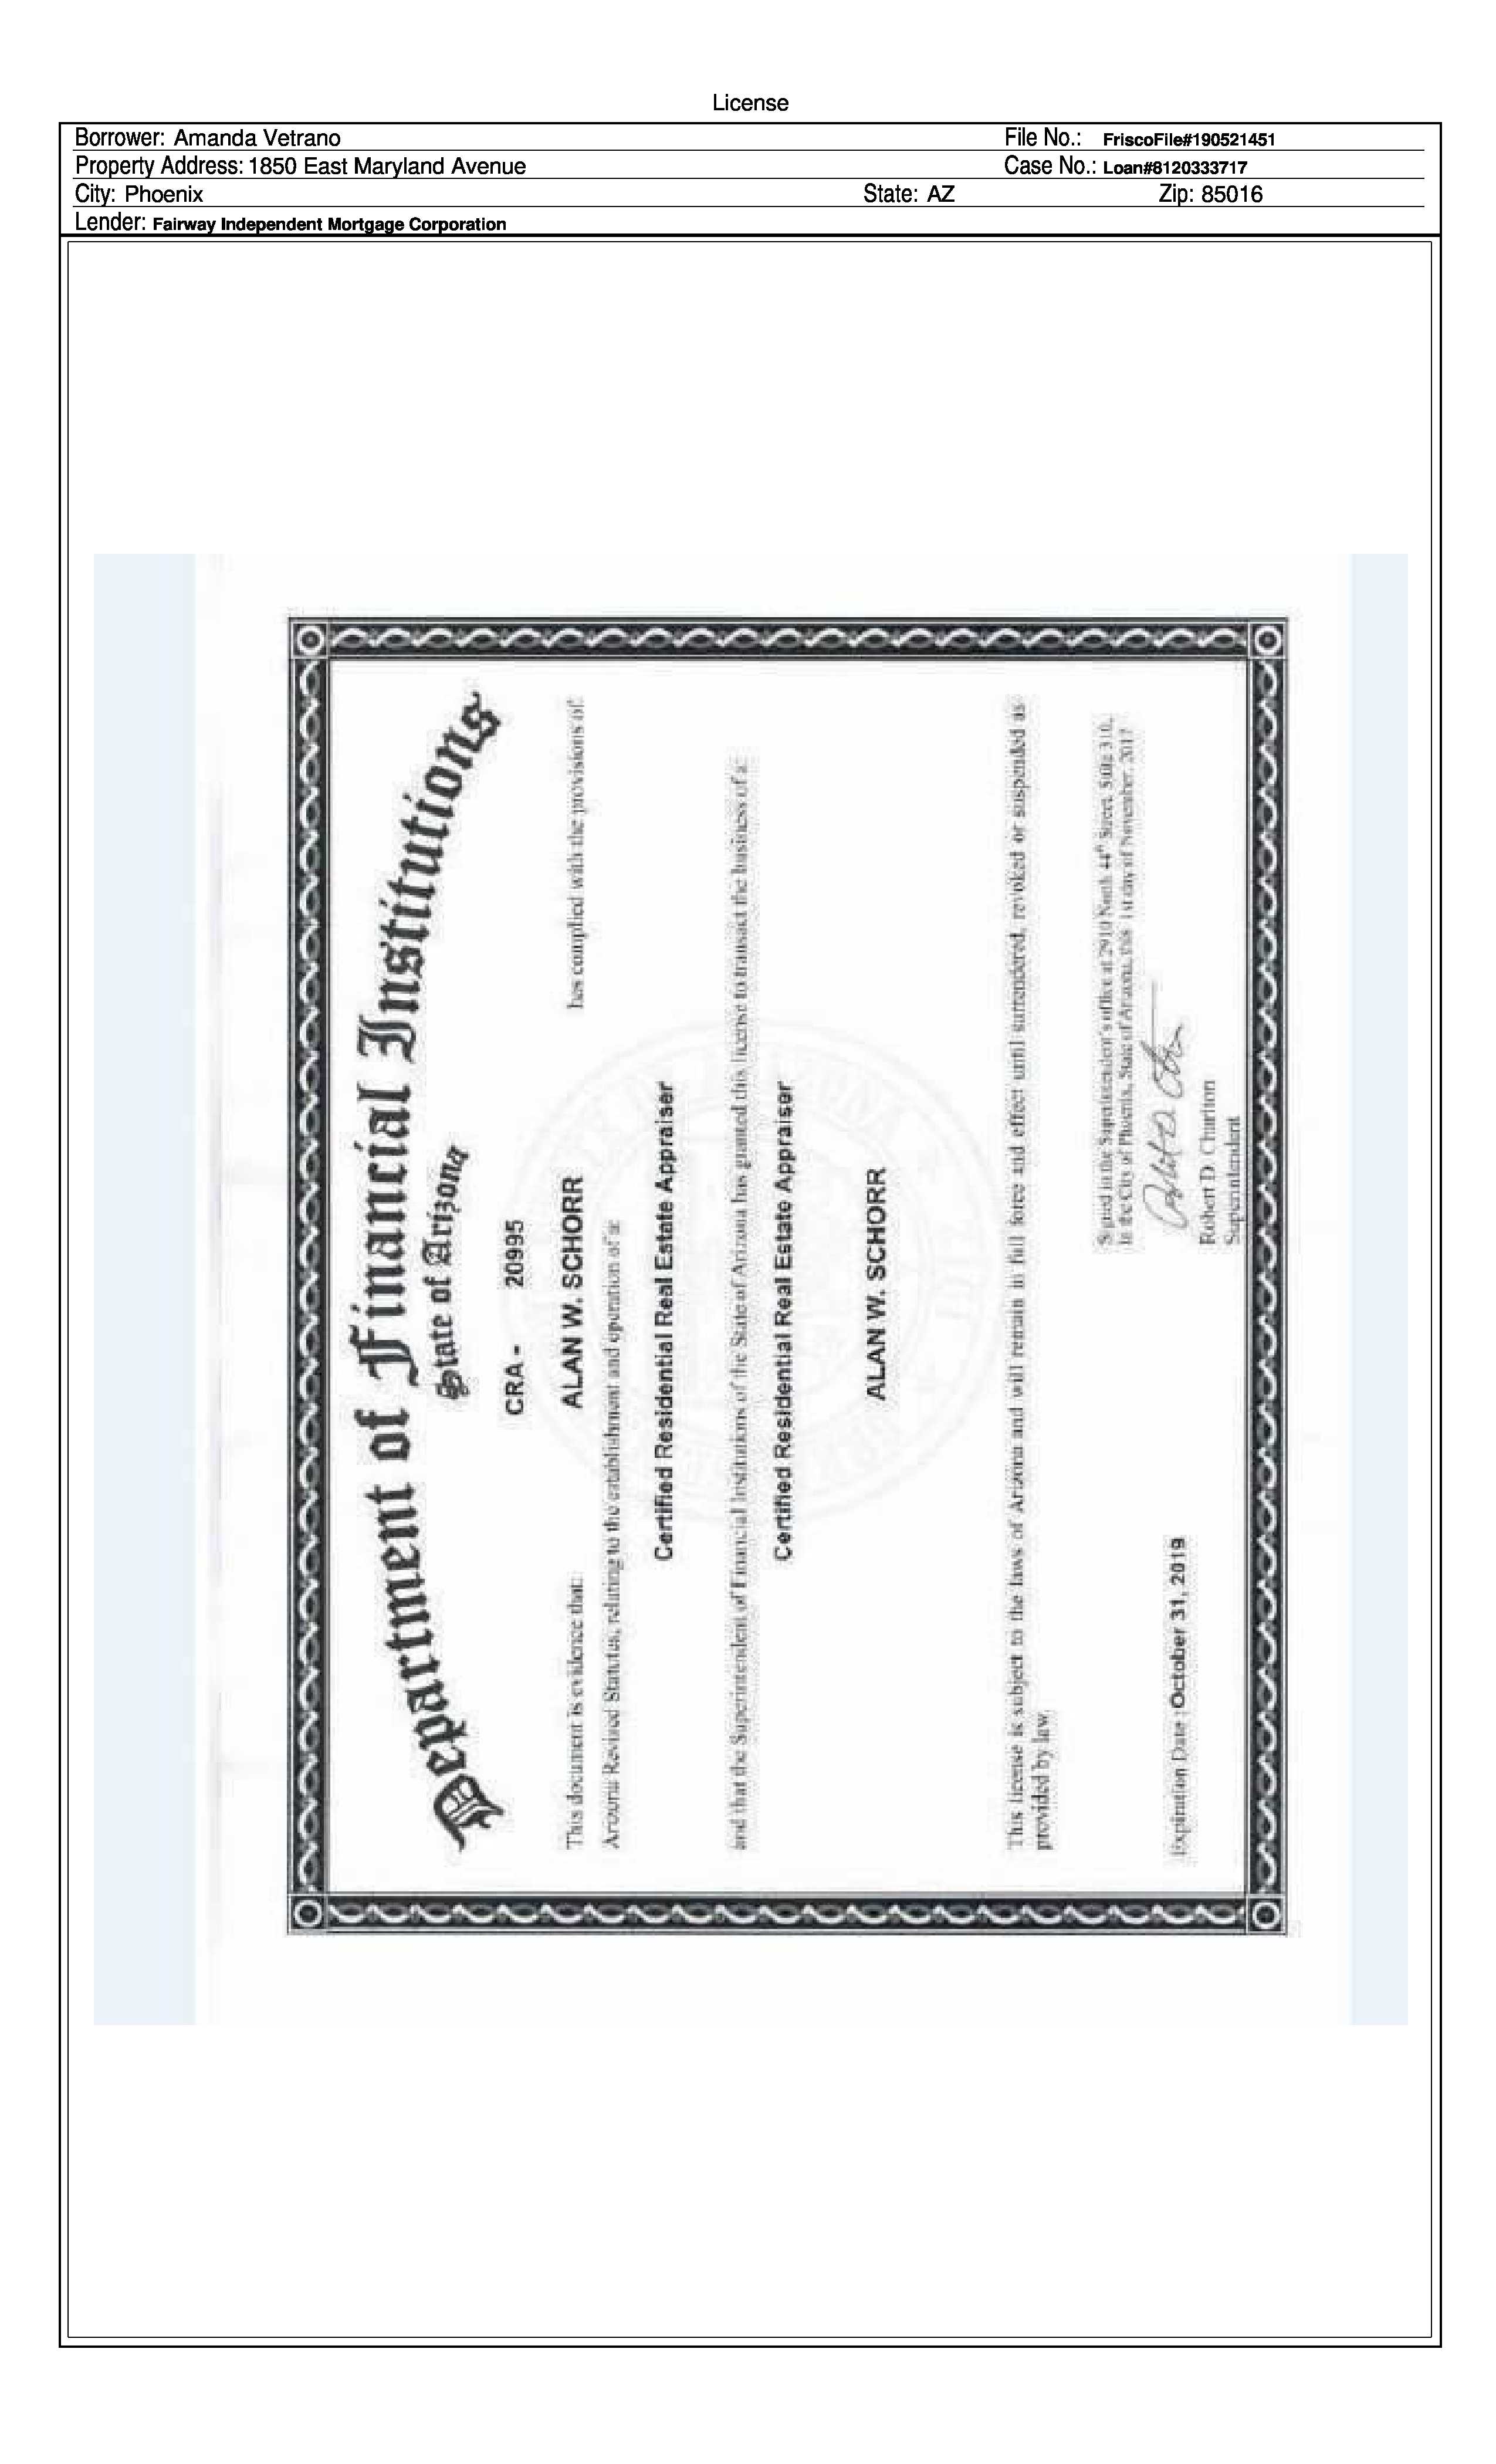 License
Borrower: Amanda Vetrano File No.: FriscoFile#190521451
Property Address: 1850 East Maryland Avenue Case No.: Loan#8120333717
City: Phoenix State: AZ Zip: 85016
Lender: Fairway Independent Mortgage Corporation
Department of Financial Institutions
State of Arizona
CRA - 20995
This document is evidence that: ALAN W. SCHORR has complied with the provisions of:
Arizona Revised Statutes, relating to the establishment and operation of a:
Certified Residential Real Estate Appraiser
and that the Superintendent of Financial Institutions of the State of Arizona has granted this license to transact the business of a:
Certified Residential Real Estate Appraiser
ALAN W. SCHORR
This license is subject to the laws of Arizona and will remain in full force and effect until surrendered, revoked or suspended as
provided by law.
Signed in the Superintendent's office at 2910 North 44th Street, Suite 310,
in the City of Phoenix, State of Arizona, this 1st day of November, 2017
Robert D. Charlton
Superintendent
Expiration Date : October 31, 2019